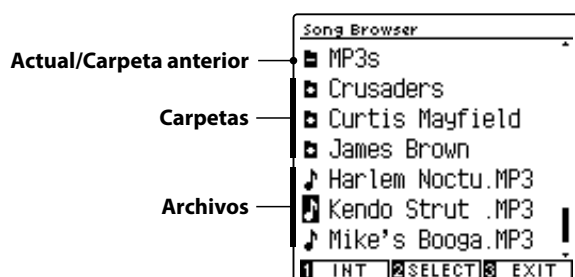 Song Browser
Actual/Carpeta anterior
MP3s
Crusaders
Carpetas
Curtis Mayfield
James Brown
Harlem Noctu.MP3
Archivos
Kendo Strut .MP3
Mike's Booga.MP3
1 INT 2 SELECT 3 EXIT